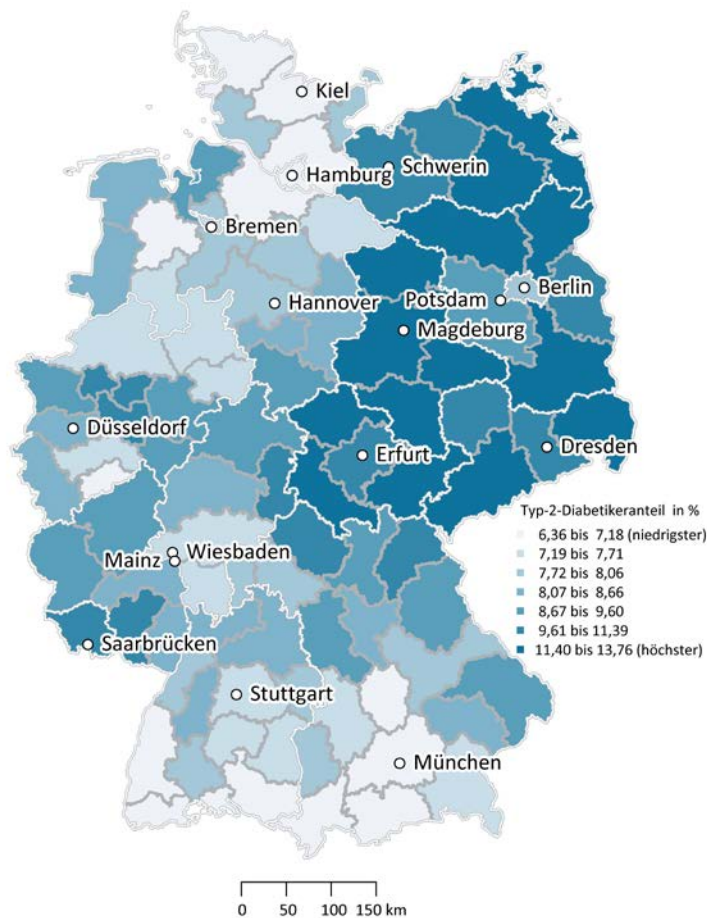 Kiel
Schwerin
Hamburg
Bremen
Berlin
Hannover
Potsdam
Magdeburg
Düsseldorf
Erfurt
Dresden
Typ-2-Diabetikeranteil in %
6,36 bis 7,18 (niedrigster)
7,19 bis 7,71
7,72 bis 8,06
8,07 bis 8,66
8,67 bis 9,60
9,61 bis 11,39
11,40 bis 13,76 (höchster)
Wiesbaden
Mainz
Saarbrücken
Stuttgart
München
0 50 100 150 km